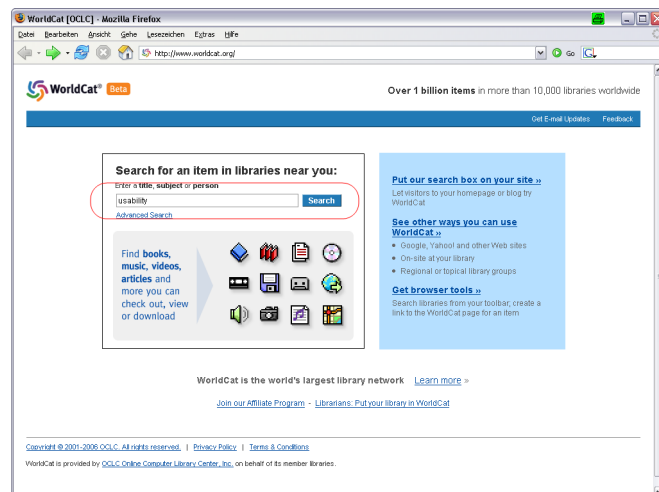 WorldCat [OCLC] - Mozilla Firefox
Datei Bearbeiten Ansicht Gehe Lesezeichen Extras Hilfe
http://www.worldcat.org/ Go G
WorldCat® Beta
Over 1 billion items in more than 10,000 libraries worldwide
Get E-mail Updates Feedback
Search for an item in libraries near you:
Enter a title, subject or person
usability Search
Advanced Search
Find books,
music, videos,
articles and
more you can
check out, view
or download
Put our search box on your site »
Let visitors to your homepage or blog try
WorldCat
See other ways you can use
WorldCat »
Google, Yahoo! and other Web sites
On-site at your library
Regional or topical library groups
Get browser tools »
Search libraries from your toolbar, create a
link to the WorldCat page for an item
WorldCat is the world's largest library network Learn more »
Join our Affiliate Program - Librarians: Put your library in WorldCat
Copyright © 2001-2006 OCLC. All rights reserved. | Privacy Policy | Terms & Conditions
WorldCat is provided by OCLC Online Computer Library Center, Inc. on behalf of its member libraries.